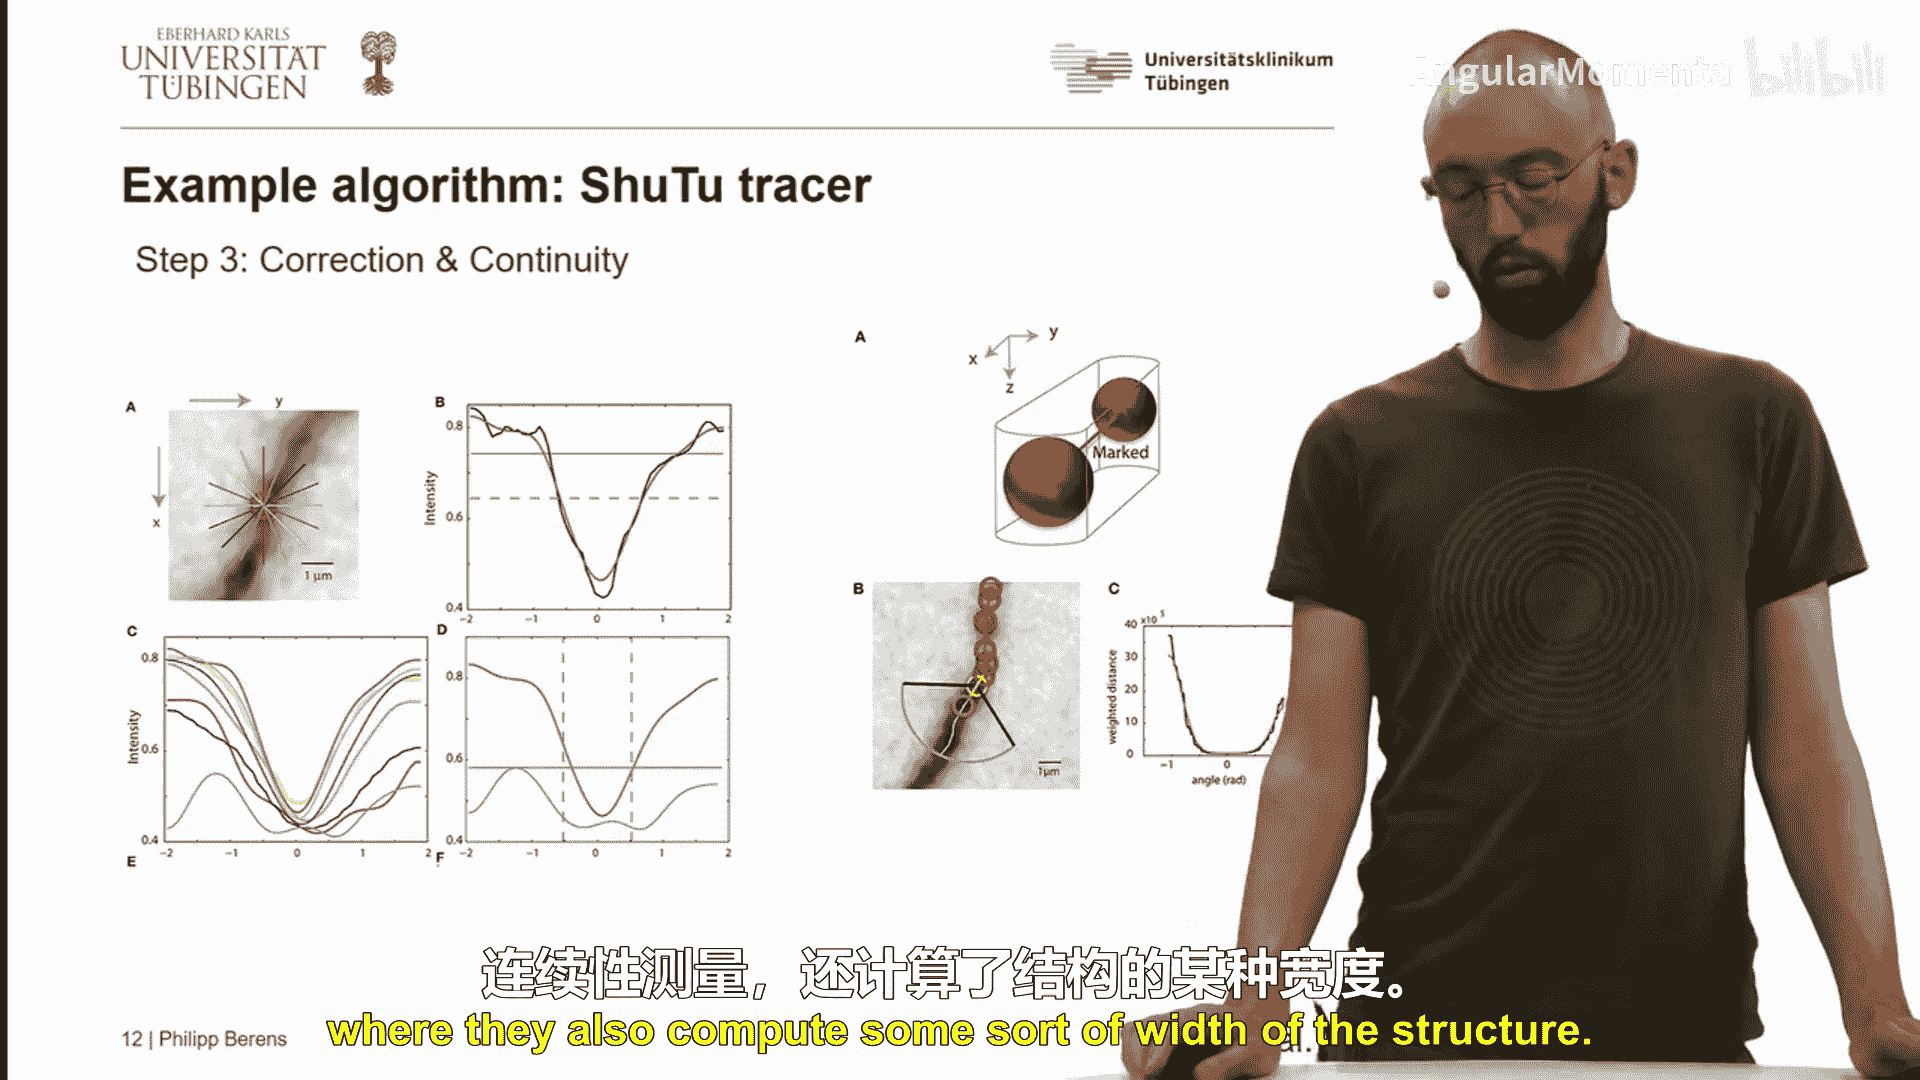 EBERHARD KARLS
UNIVERSITÄT
TÜBINGEN
Universitätsklinikum
Tübingen
AngularMomenta bilibili
Example algorithm: ShuTu tracer
Step 3: Correction & Continuity
A
y
x
1 µm
B
Intensity
0.8
0.6
0.4
-2 -1 0 1 2
C
Intensity
0.8
0.6
0.4
-2 -1 0 1 2
D
0.8
0.6
0.4
-2 -1 0 1 2
E
F
A
x
y
z
Marked
B
1µm
C
40 x10 5
30
20
10
0
weighted distance
-1 0
angle (rad)
连续性测量，还计算了结构的某种宽度。
where they also compute some sort of width of the structure.
12 | Philipp Berens